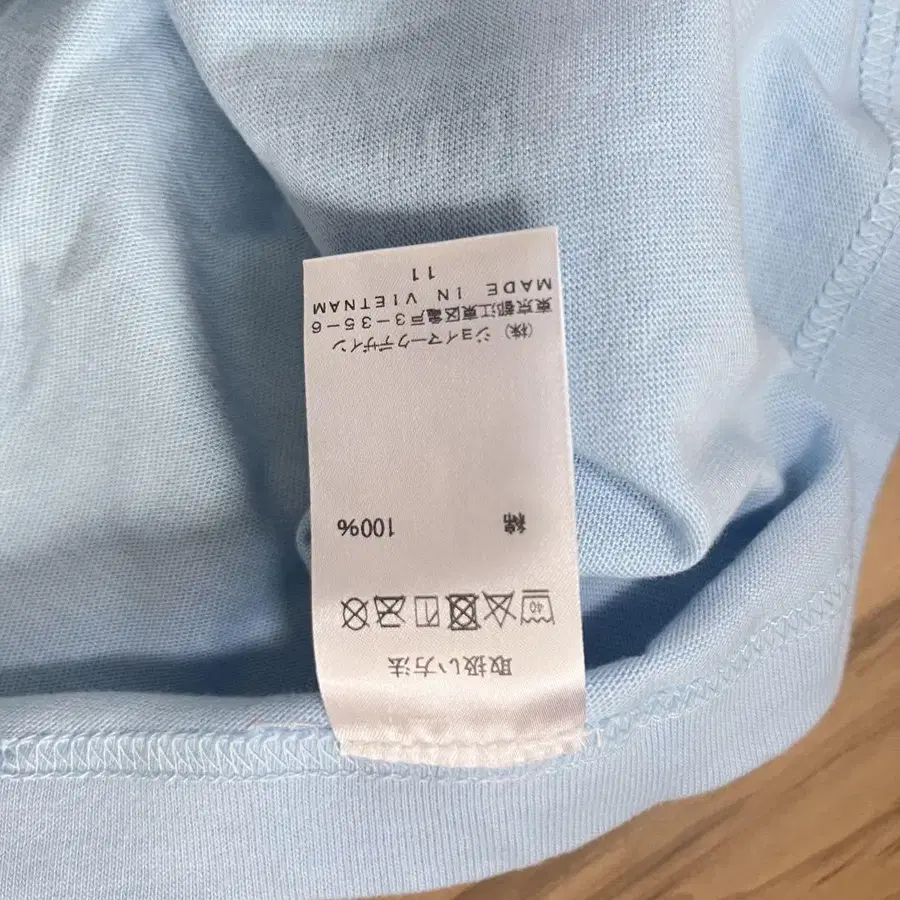 取扱い方法
40
綿 100%
(株) ジョイマークデザイン
東京都江東区亀戸3-35-6
MADE IN VIETNAM
11